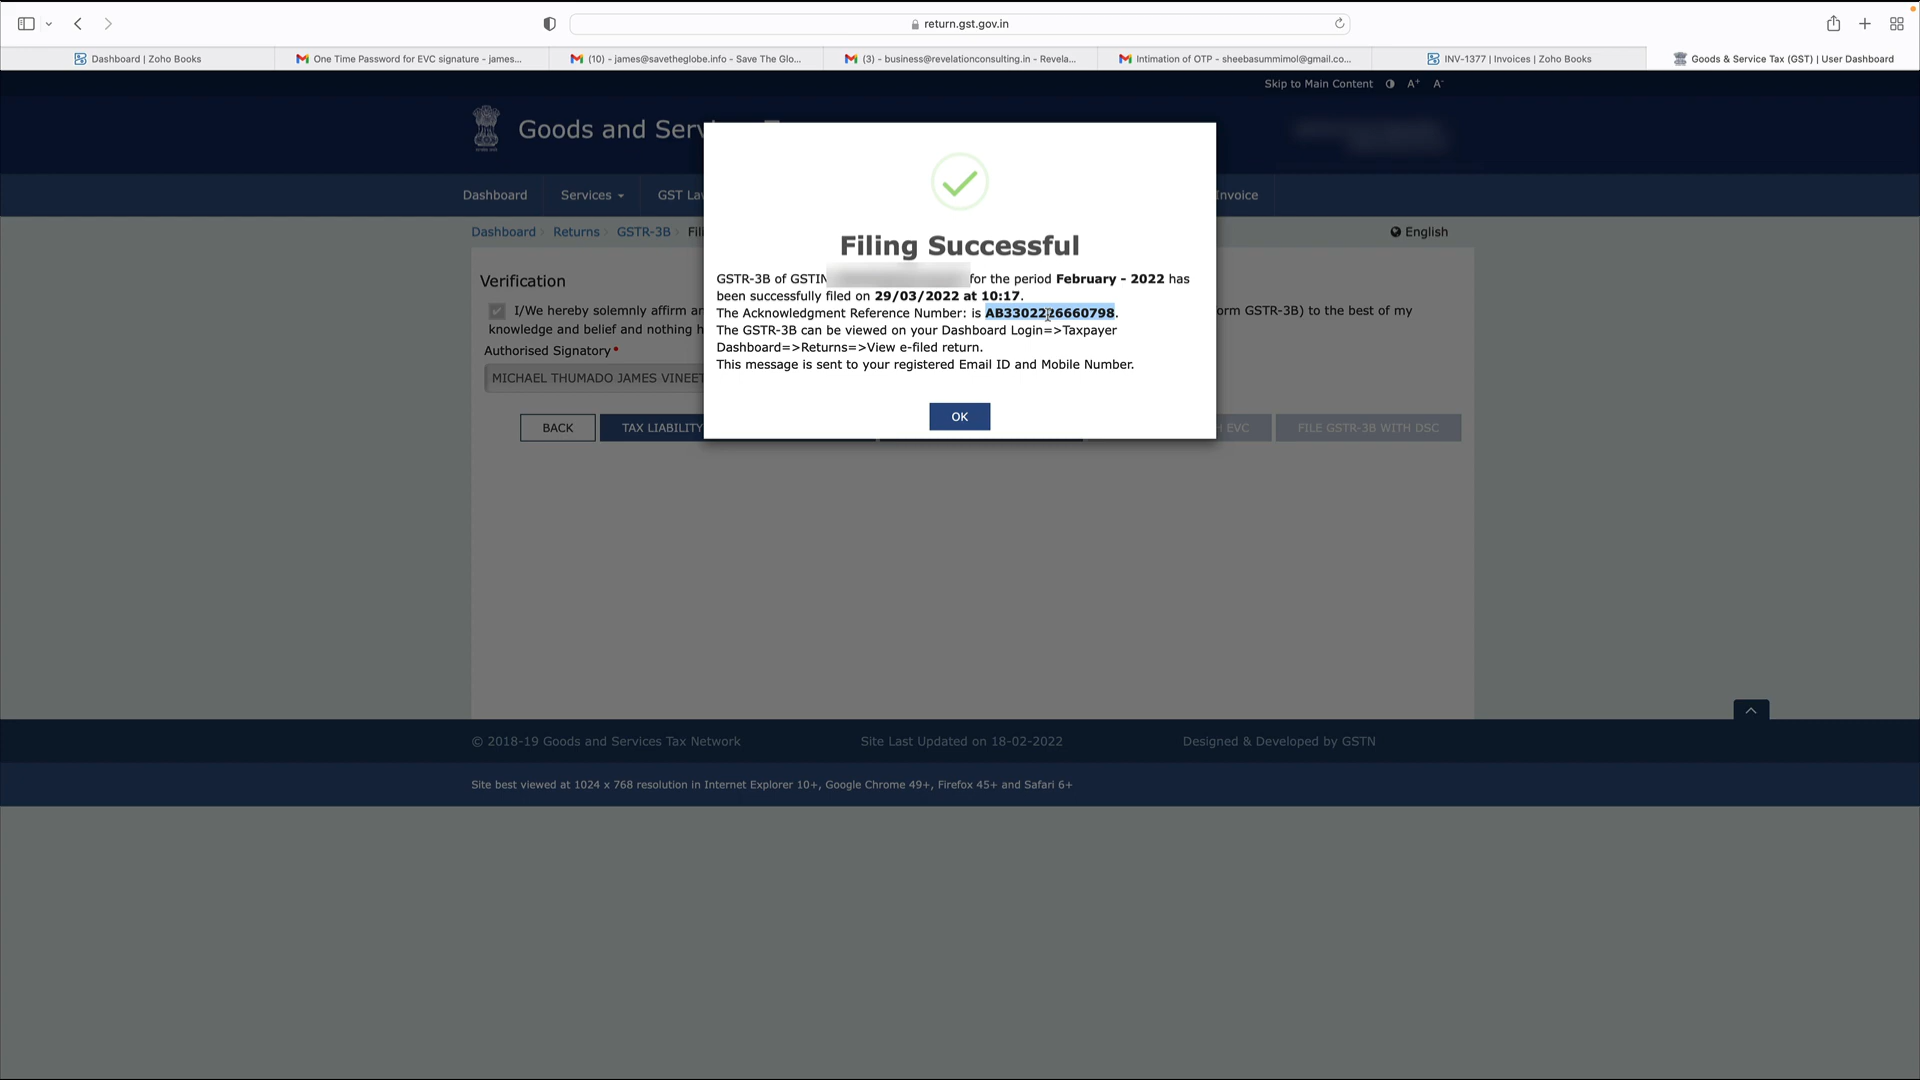 return.gst.gov.in
Dashboard | Zoho Books
One Time Password for EVC signature - james...
(10) - james@savetheglobe.info - Save The Glo...
(3) - business@revelationconsulting.in - Revela...
Intimation of OTP - sheebasummimol@gmail.co...
INV-1377 | Invoices | Zoho Books
Goods & Service Tax (GST) | User Dashboard
Skip to Main Content A+ A-
Goods and Serv
Dashboard
Services
GST La
Invoice
Dashboard
Returns
GSTR-3B
Fil
English
Verification
I/We hereby solemnly affirm an
orm GSTR-3B) to the best of my
knowledge and belief and nothing h
Authorised Signatory•
MICHAEL THUMADO JAMES VINEET
BACK
TAX LIABILITY
H EVC
FILE GSTR-3B WITH DSC
Filing Successful
GSTR-3B of GSTIN for the period February - 2022 has
been successfully filed on 29/03/2022 at 10:17.
The Acknowledgment Reference Number: is AB3302226660798.
The GSTR-3B can be viewed on your Dashboard Login=>Taxpayer
Dashboard=>Returns=>View e-filed return.
This message is sent to your registered Email ID and Mobile Number.
OK
© 2018-19 Goods and Services Tax Network
Site Last Updated on 18-02-2022
Designed & Developed by GSTN
Site best viewed at 1024 x 768 resolution in Internet Explorer 10+, Google Chrome 49+, Firefox 45+ and Safari 6+